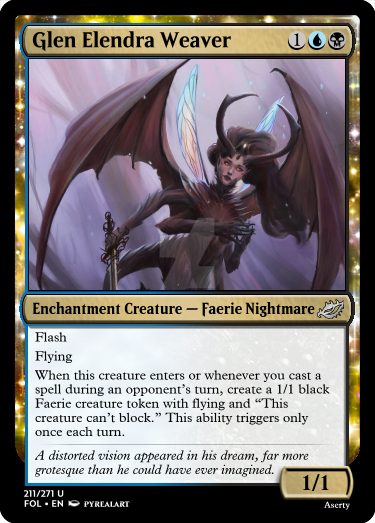 Glen Elendra Weaver 1
Enchantment Creature — Faerie Nightmare
Flash
Flying
When this creature enters or whenever you cast a
spell during an opponent's turn, create a 1/1 black
Faerie creature token with flying and “This
creature can't block.” This ability triggers only
once each turn.
A distorted vision appeared in his dream, far more
grotesque than he could have ever imagined.
1/1
211/271 U
FOL • EN PYREALART
Aserty